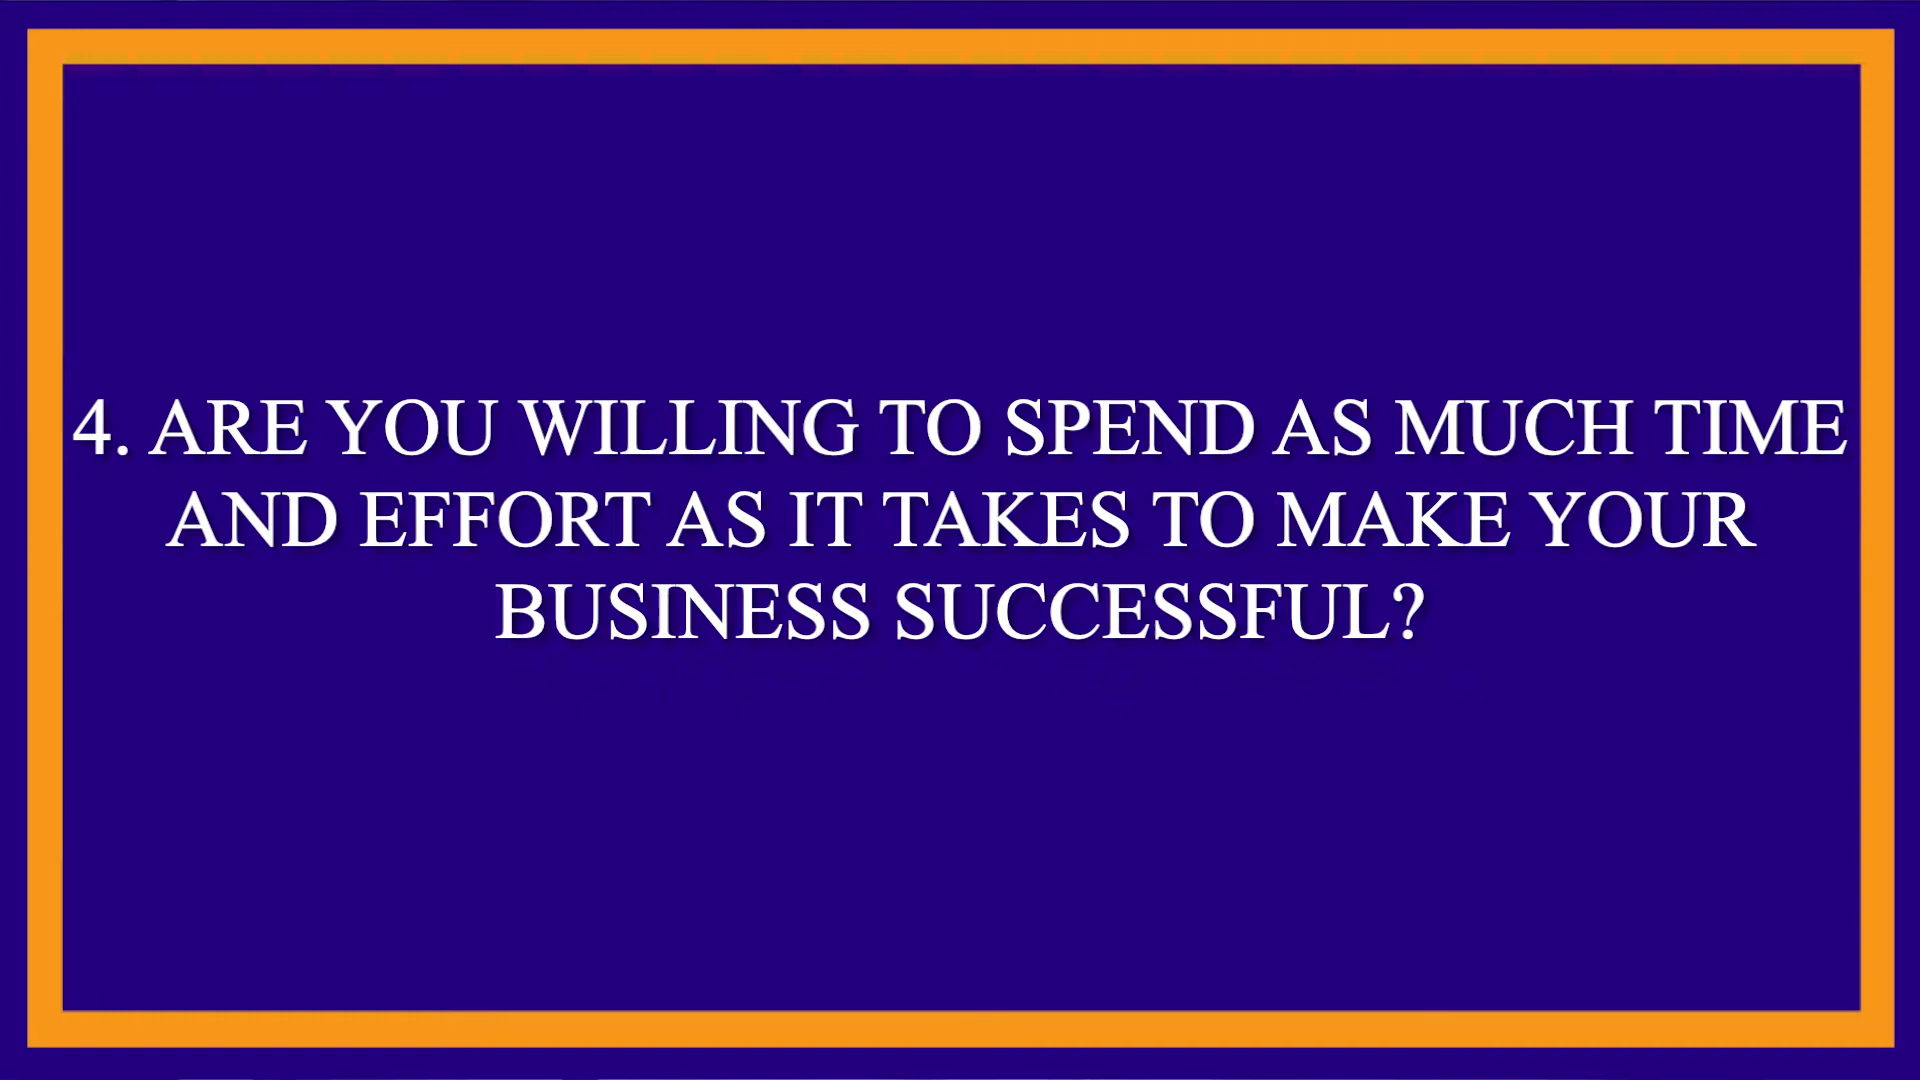 4. ARE YOU WILLING TO SPEND AS MUCH TIME
AND EFFORT AS IT TAKES TO MAKE YOUR
BUSINESS SUCCESSFUL?